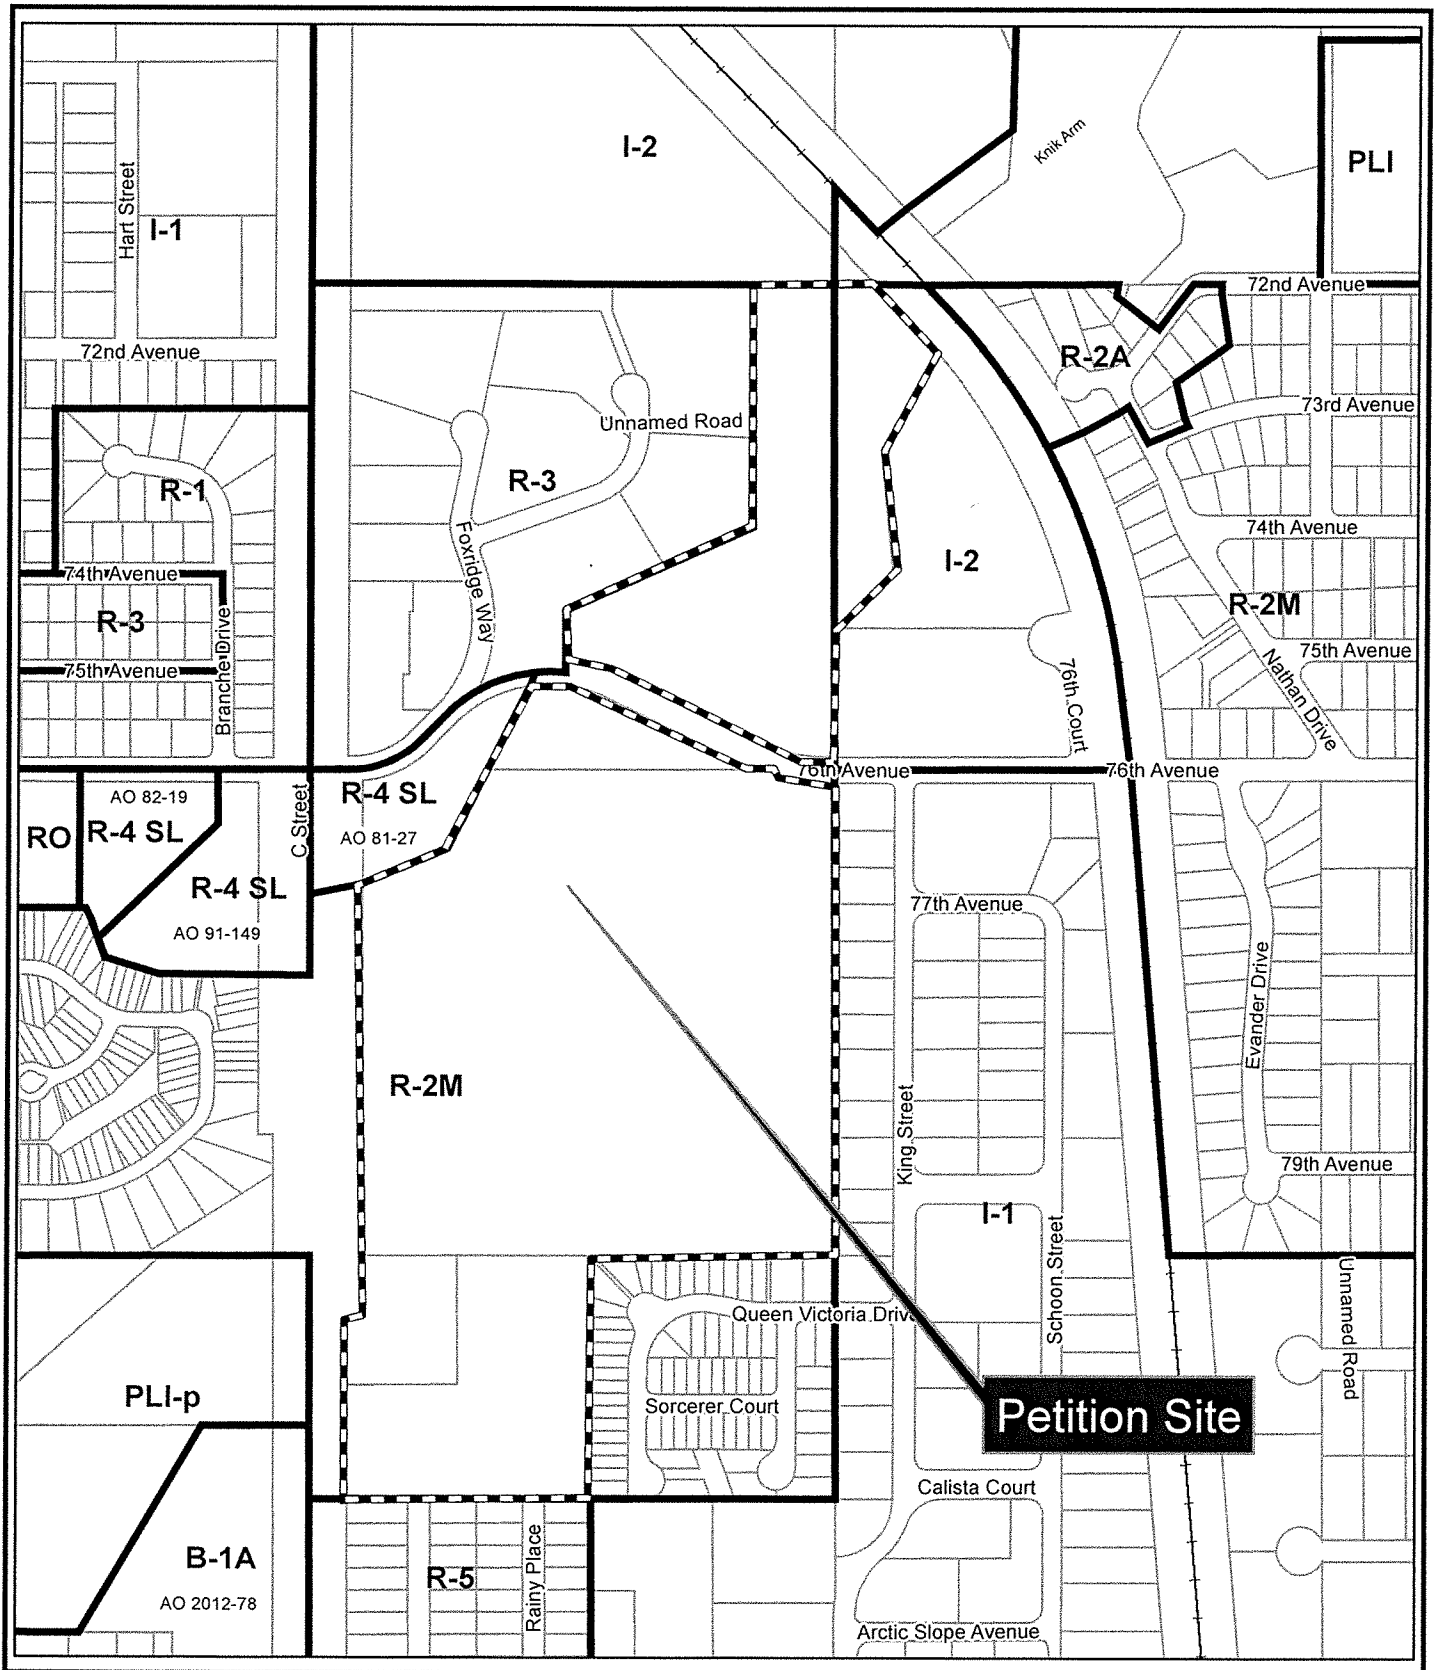 I-2
Knik Arm
PLI
Hart Street
I-1
72nd Avenue
72nd Avenue
R-2A
73rd Avenue
Unnamed Road
R-3
R-1
74th Avenue
Foxridge Way
I-2
74th Avenue
R-3
Branche Drive
R-2M
75th Avenue
75th Avenue
Nathan Drive
76th Court
76th Avenue
76th Avenue
AO 82-19
R-4 SL
RO
R-4 SL
AO 91-149
C Street
R-4 SL
AO 81-27
77th Avenue
Evander Drive
R-2M
King Street
79th Avenue
I-1
Schoon Street
Unnamed Road
Queen Victoria Drive
PLI-p
Sorcerer Court
Petition Site
Calista Court
B-1A
AO 2012-78
R-5
Rainy Place
Arctic Slope Avenue